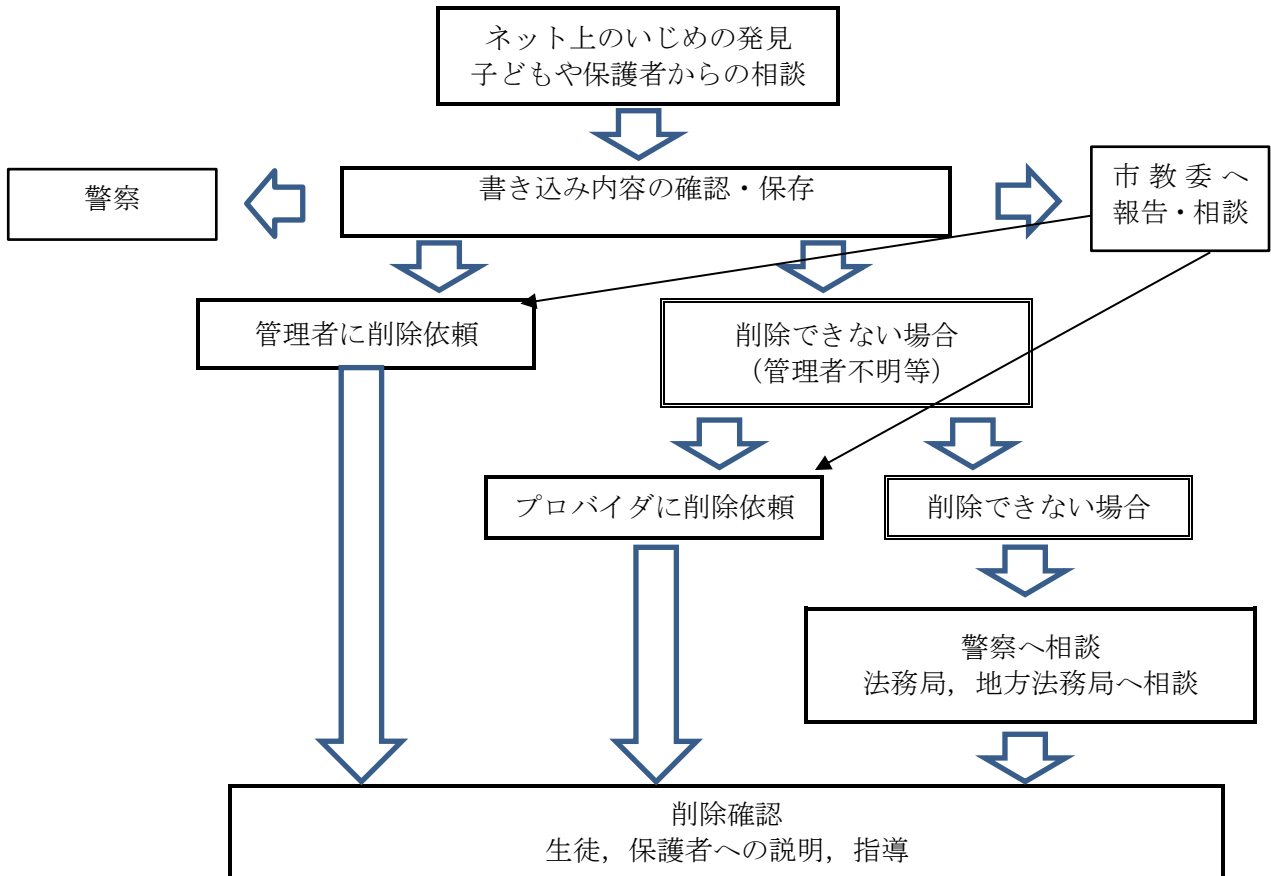 ネット上のいじめの発見
子どもや保護者からの相談
警察
書き込み内容の確認・保存
市教委へ
報告・相談
管理者に削除依頼
削除できない場合
（管理者不明等）
プロバイダに削除依頼
削除できない場合
警察へ相談
法務局，地方法務局へ相談
削除確認
生徒，保護者への説明，指導